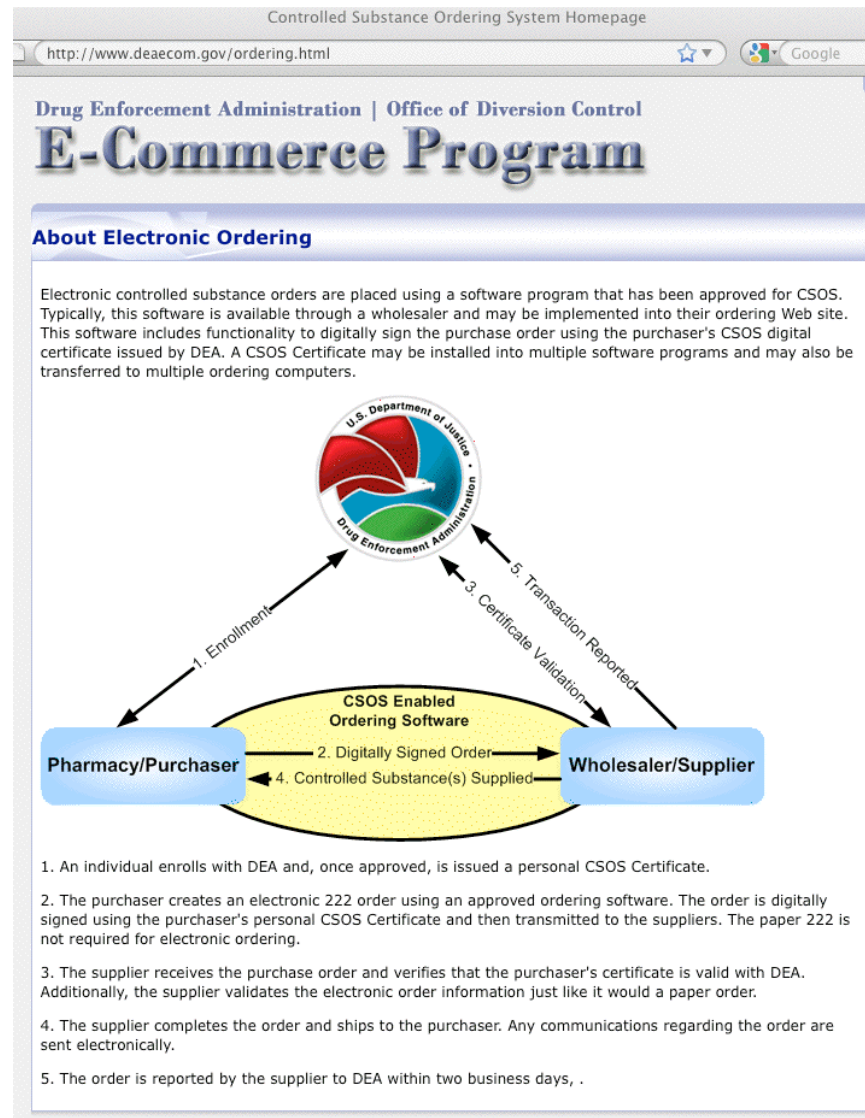 Controlled Substance Ordering System Homepage
http://www.deaecom.gov/ordering.html
Google
Drug Enforcement Administration | Office of Diversion Control
E-Commerce Program
About Electronic Ordering
Electronic controlled substance orders are placed using a software program that has been approved for CSOS.
Typically, this software is available through a wholesaler and may be implemented into their ordering Web site.
This software includes functionality to digitally sign the purchase order using the purchaser's CSOS digital
certificate issued by DEA. A CSOS Certificate may be installed into multiple software programs and may also be
transferred to multiple ordering computers.
U.S. Department of Justice •
Drug Enforcement Administration
1. Enrollment
3. Certificate Validation
5. Transaction Reported
CSOS Enabled
Ordering Software
Pharmacy/Purchaser
2. Digitally Signed Order
4. Controlled Substance(s) Supplied
Wholesaler/Supplier
1. An individual enrolls with DEA and, once approved, is issued a personal CSOS Certificate.
2. The purchaser creates an electronic 222 order using an approved ordering software. The order is digitally
signed using the purchaser's personal CSOS Certificate and then transmitted to the suppliers. The paper 222 is
not required for electronic ordering.
3. The supplier receives the purchase order and verifies that the purchaser's certificate is valid with DEA.
Additionally, the supplier validates the electronic order information just like it would a paper order.
4. The supplier completes the order and ships to the purchaser. Any communications regarding the order are
sent electronically.
5. The order is reported by the supplier to DEA within two business days, .